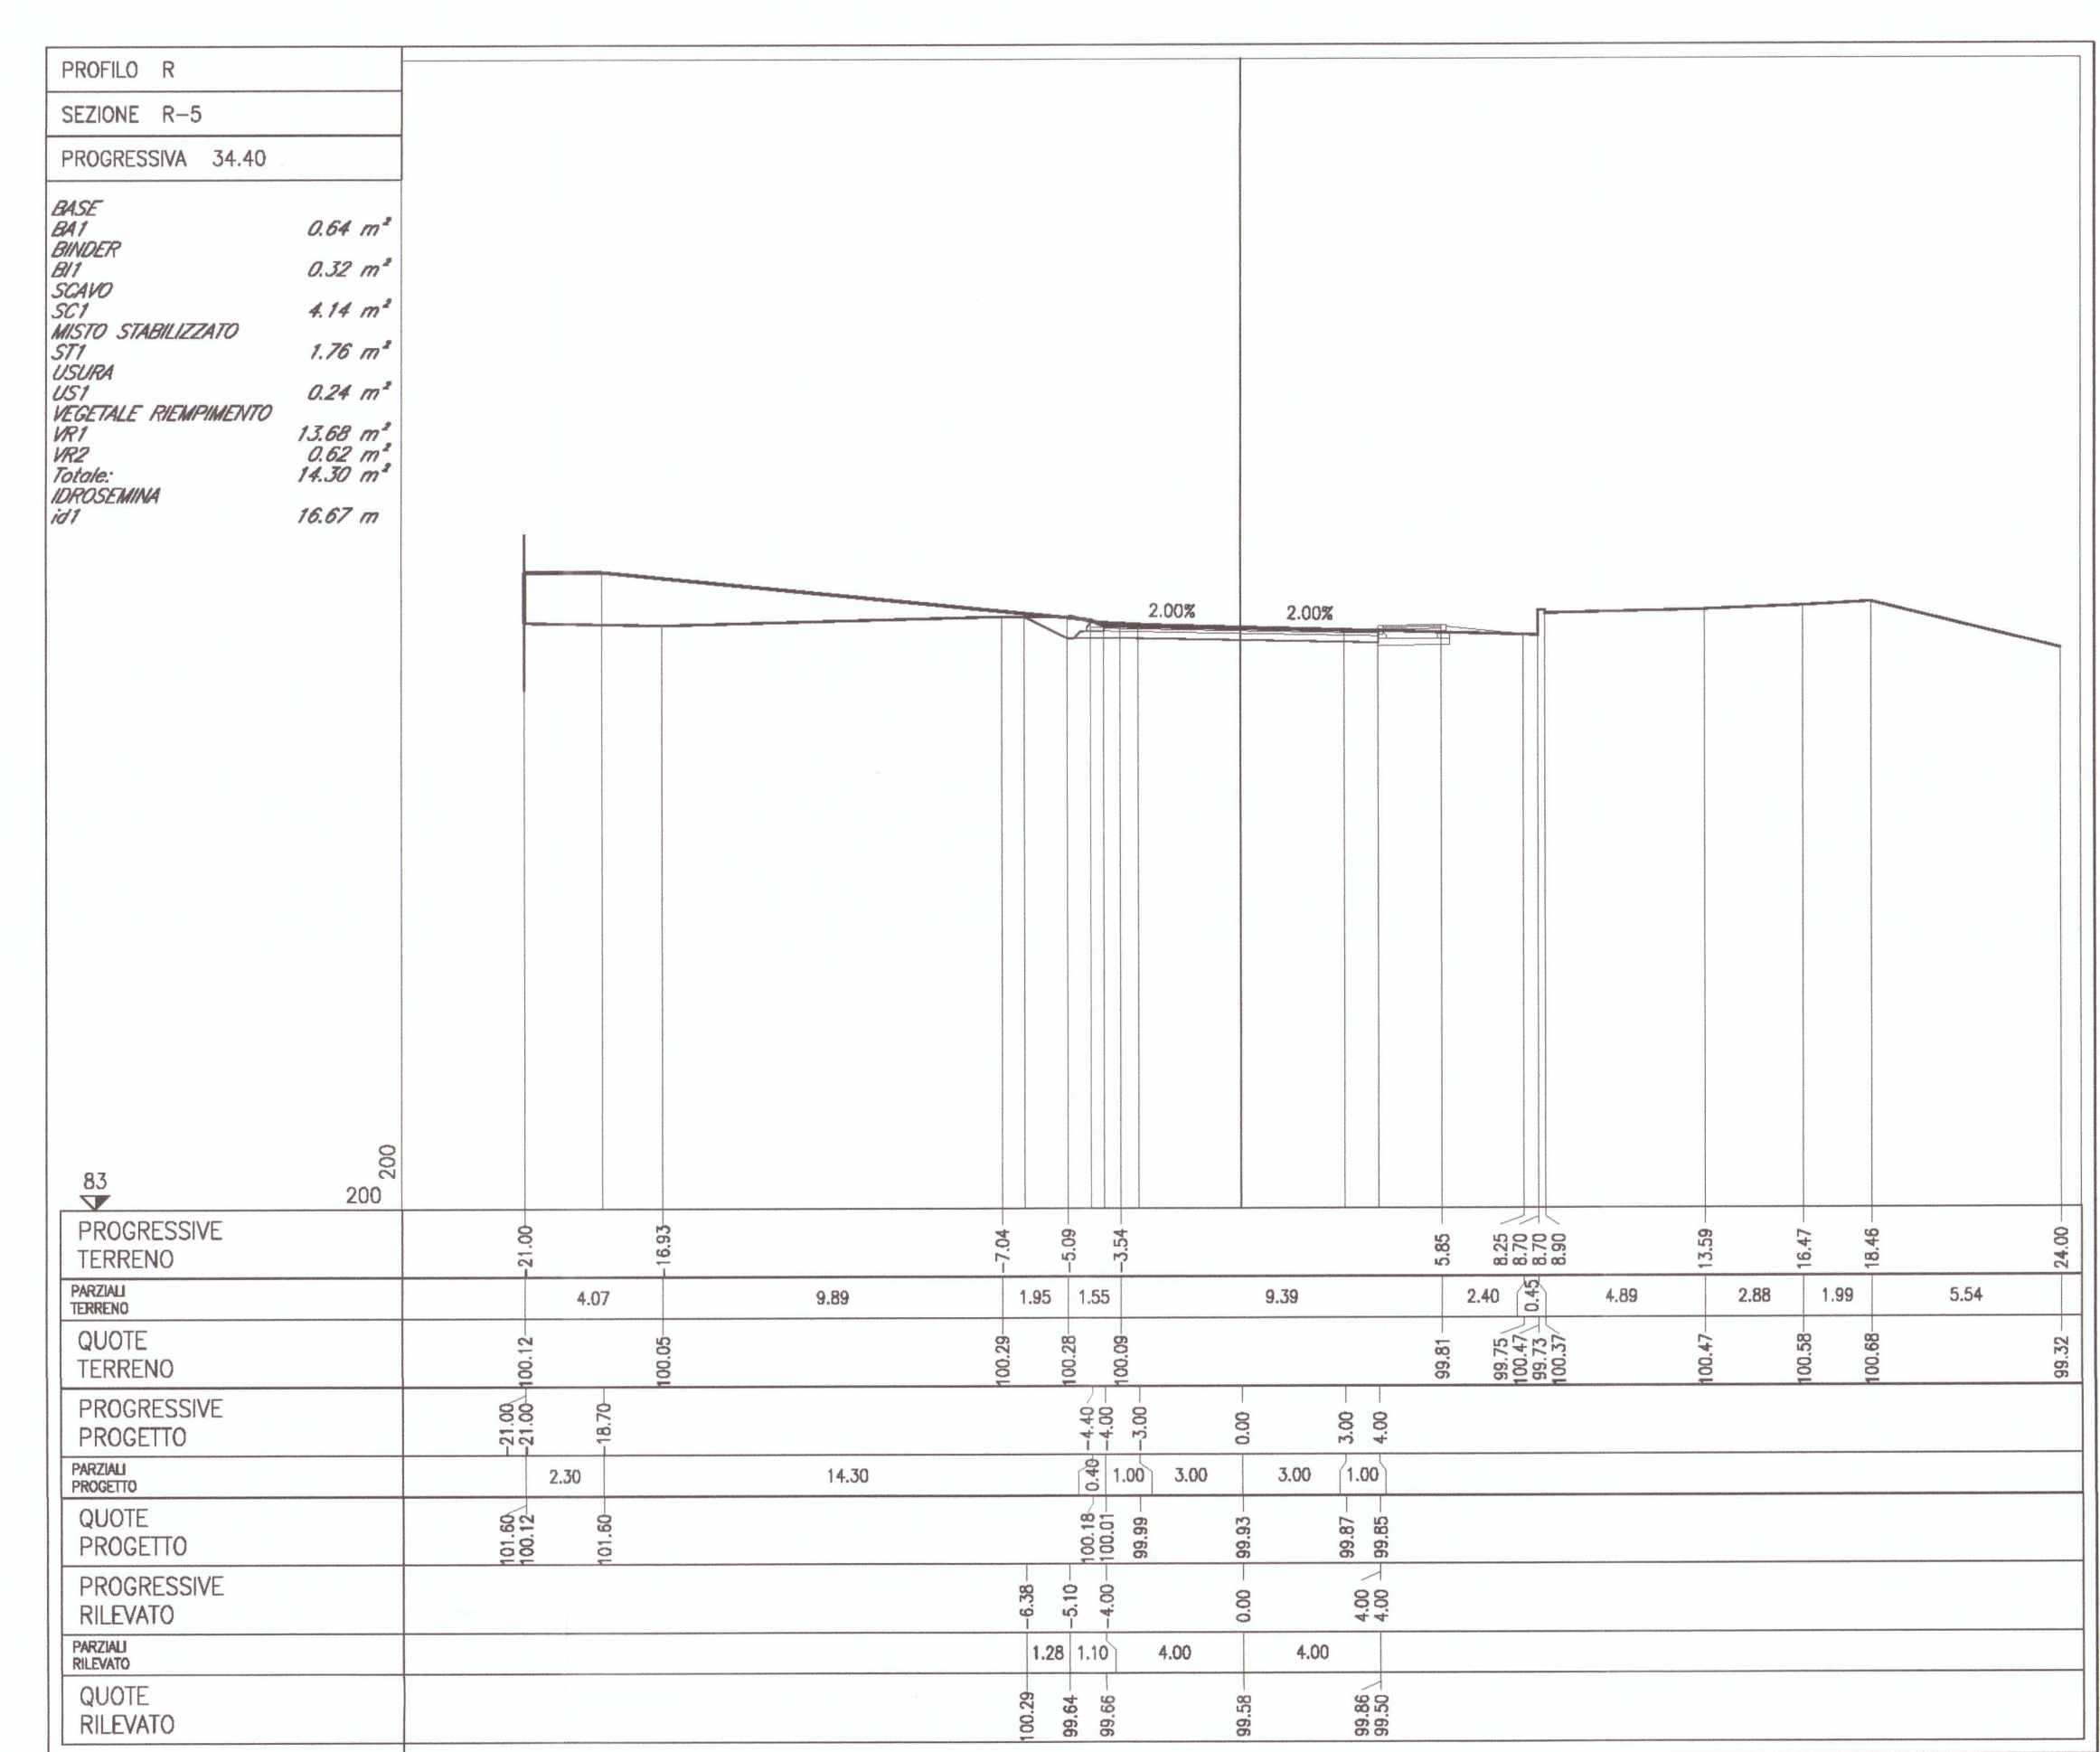 PROFILO R
SEZIONE R-5
PROGRESSIVA 34.40
BASE
BA1 0.64 m²
BINDER
BI1 0.32 m²
SCAVO
SC1 4.14 m²
MISTO STABILIZZATO
ST1 1.76 m²
USURA
US1 0.24 m²
VEGETALE RIEMPIMENTO
VR1 13.68 m²
VR2 0.62 m²
Totale: 14.30 m²
IDROSEMINA
id1 16.67 m
2.00% 2.00%
83 200 200
PROGRESSIVE TERRENO -21.00 -16.93 -7.04 -5.09 -3.54 5.85 8.25 8.70 8.70 8.90 13.59 16.47 18.46 24.00
PARZIALI TERRENO 4.07 9.89 1.95 1.55 9.39 2.40 0.45 4.89 2.88 1.99 5.54
QUOTE TERRENO 100.12 100.05 100.29 100.28 100.09 99.81 99.75 100.47 99.73 100.37 100.47 100.58 100.68 99.32
PROGRESSIVE PROGETTO -21.00 -21.00 -18.70 -4.40 -4.00 -3.00 0.00 3.00 4.00
PARZIALI PROGETTO 2.30 14.30 0.40 1.00 3.00 3.00 1.00
QUOTE PROGETTO 101.60 100.12 101.60 100.18 100.01 99.99 99.93 99.87 99.85
PROGRESSIVE RILEVATO -6.38 -5.10 -4.00 0.00 4.00 4.00
PARZIALI RILEVATO 1.28 1.10 4.00 4.00
QUOTE RILEVATO 100.29 99.64 99.66 99.58 99.86 99.50